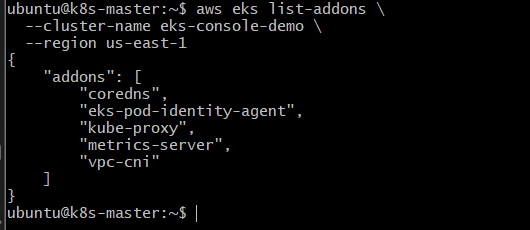 ubuntu@k8s-master:~$ aws eks list-addons \
  --cluster-name eks-console-demo \
  --region us-east-1
{
    "addons": [
        "coredns",
        "eks-pod-identity-agent",
        "kube-proxy",
        "metrics-server",
        "vpc-cni"
    ]
}
ubuntu@k8s-master:~$